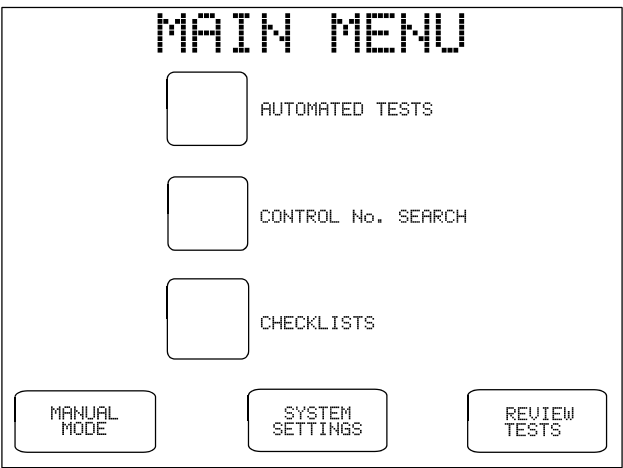 MAIN MENU
AUTOMATED TESTS
CONTROL No. SEARCH
CHECKLISTS
MANUAL
MODE
SYSTEM
SETTINGS
REVIEW
TESTS